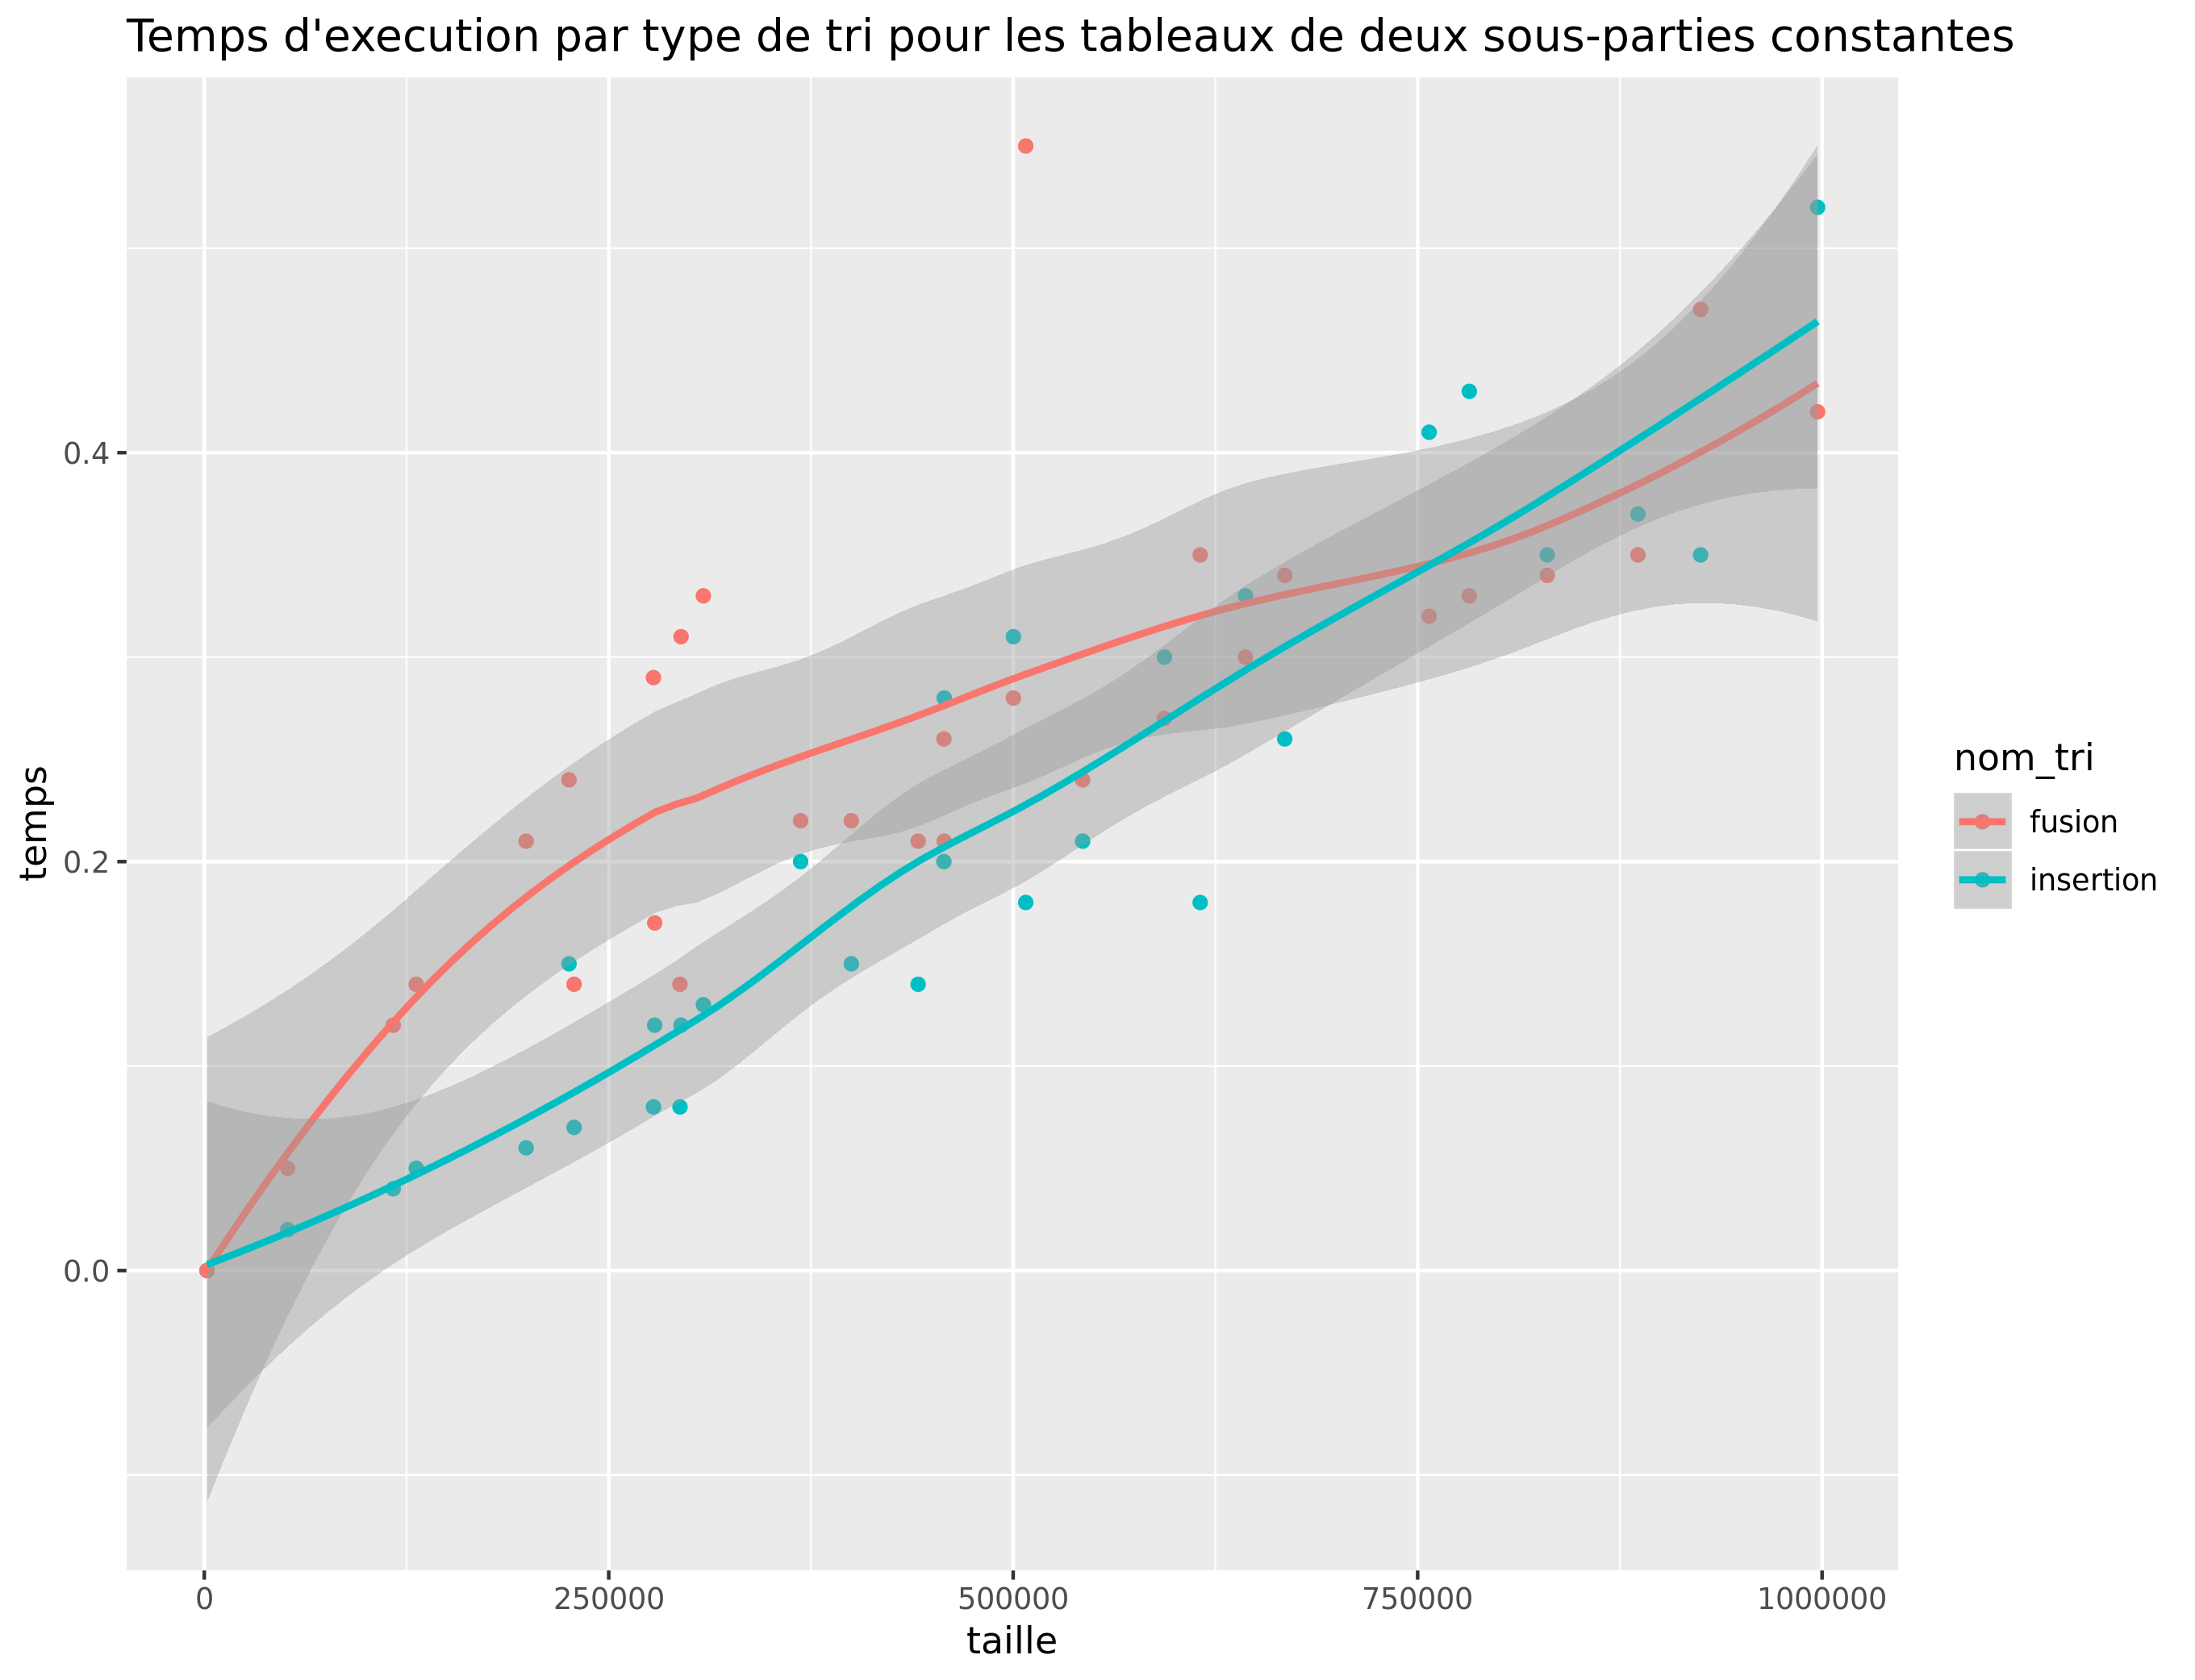 Temps d'execution par type de tri pour les tableaux de deux sous-parties constantes
temps
0.4
0.2
0.0
0 250000 500000 750000 1000000
taille
nom_tri
fusion
insertion